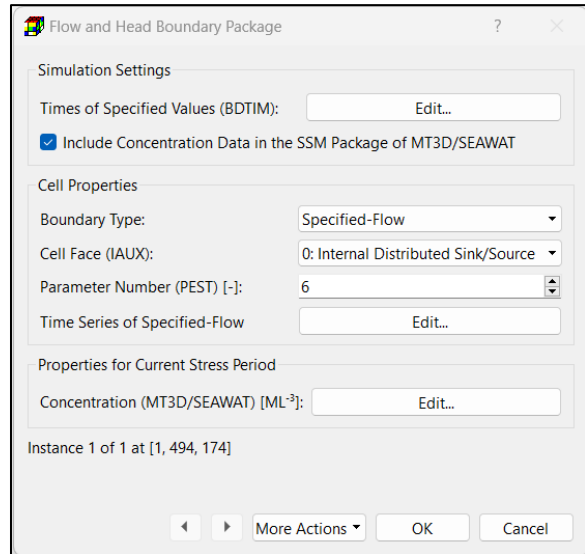 Flow and Head Boundary Package ?
Simulation Settings
Times of Specified Values (BDTIM): Edit...
Include Concentration Data in the SSM Package of MT3D/SEAWAT
Cell Properties
Boundary Type: Specified-Flow
Cell Face (IAUX): 0: Internal Distributed Sink/Source
Parameter Number (PEST) [-]: 6
Time Series of Specified-Flow Edit...
Properties for Current Stress Period
Concentration (MT3D/SEAWAT) [ML⁻³]: Edit...
Instance 1 of 1 at [1, 494, 174]
More Actions OK Cancel